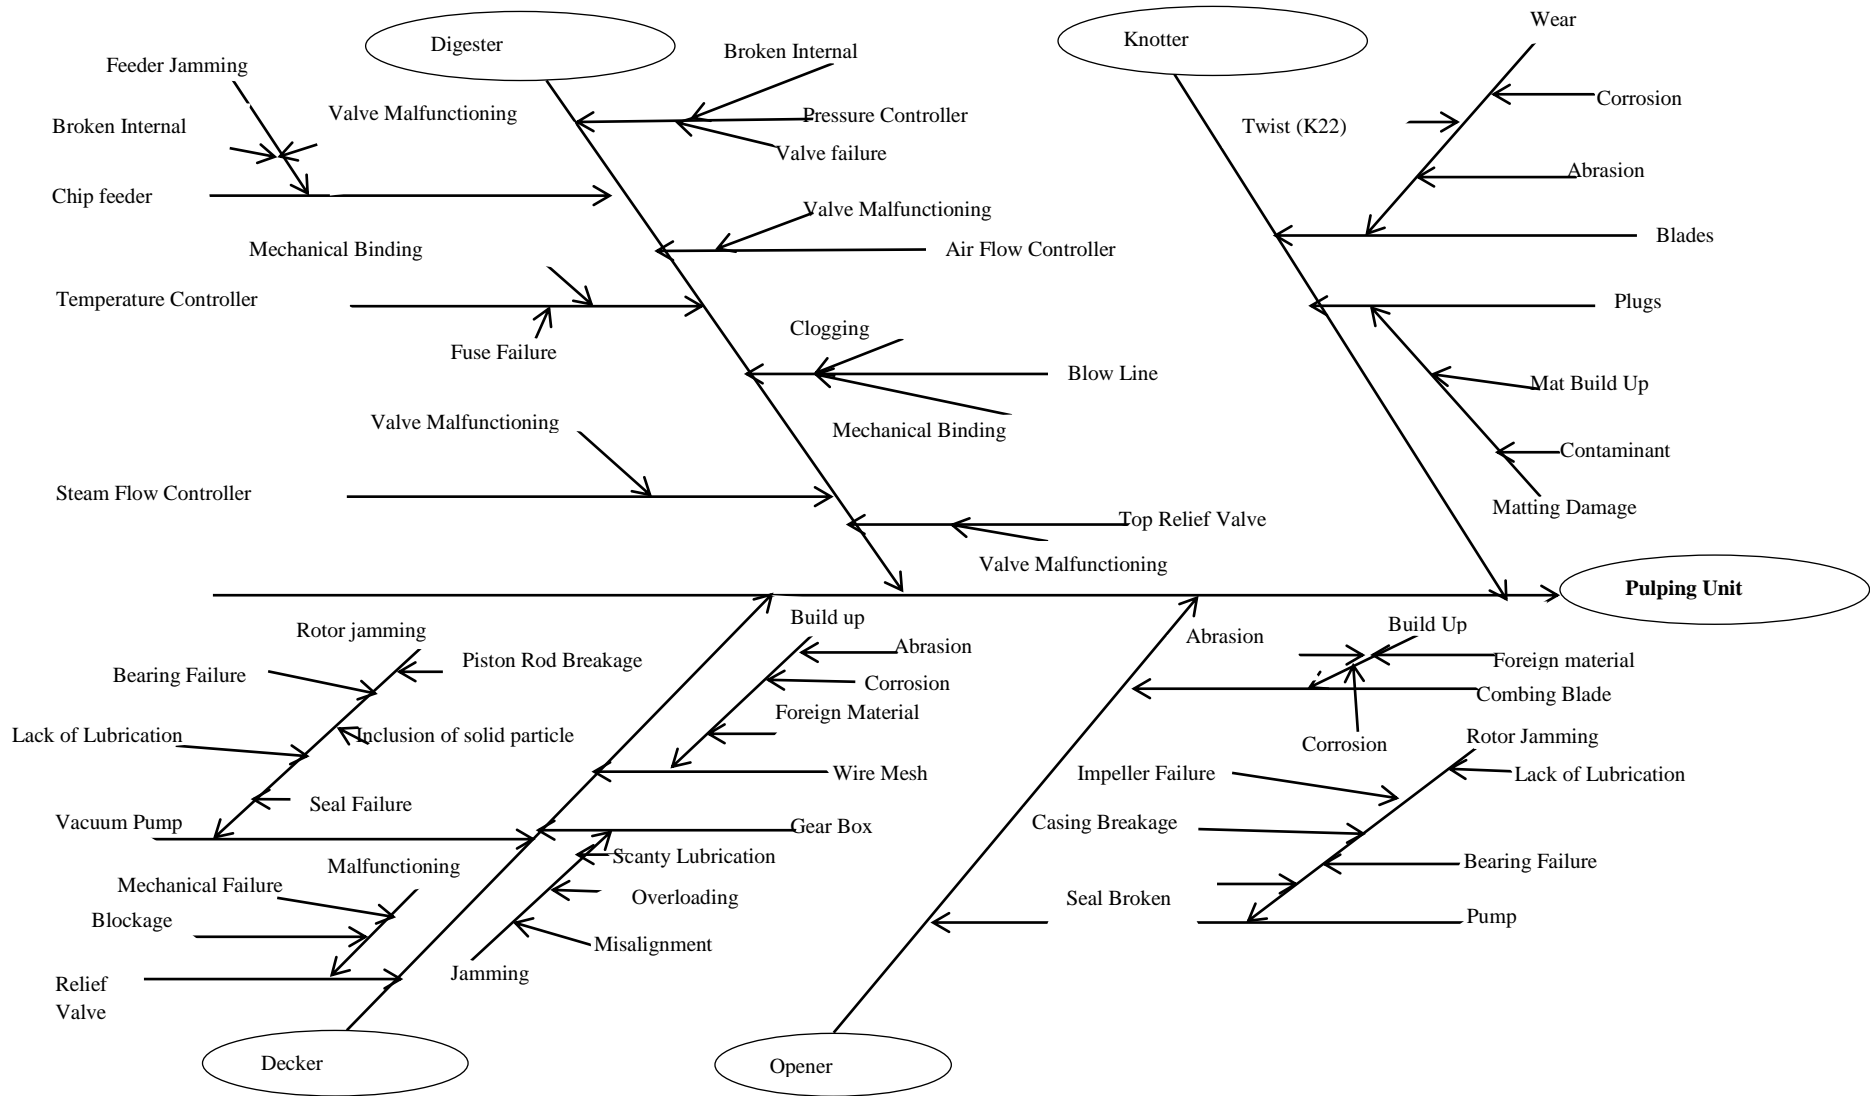 Wear
Digester
Knotter
Broken Internal
Feeder Jamming
Corrosion
Valve Malfunctioning
Pressure Controller
Broken Internal
Twist (K22)
Valve failure
Abrasion
Chip feeder
Valve Malfunctioning
Blades
Mechanical Binding
Air Flow Controller
Temperature Controller
Plugs
Clogging
Fuse Failure
Blow Line
Mat Build Up
Valve Malfunctioning
Mechanical Binding
Contaminant
Steam Flow Controller
Matting Damage
Top Relief Valve
Valve Malfunctioning
Pulping Unit
Build up
Build Up
Rotor jamming
Abrasion
Abrasion
Piston Rod Breakage
Foreign material
Bearing Failure
Corrosion
Combing Blade
Foreign Material
Lack of Lubrication
Inclusion of solid particle
Corrosion
Rotor Jamming
Wire Mesh
Impeller Failure
Lack of Lubrication
Seal Failure
Vacuum Pump
Gear Box
Casing Breakage
Scanty Lubrication
Malfunctioning
Bearing Failure
Mechanical Failure
Overloading
Seal Broken
Blockage
Pump
Misalignment
Jamming
Relief
Valve
Decker
Opener